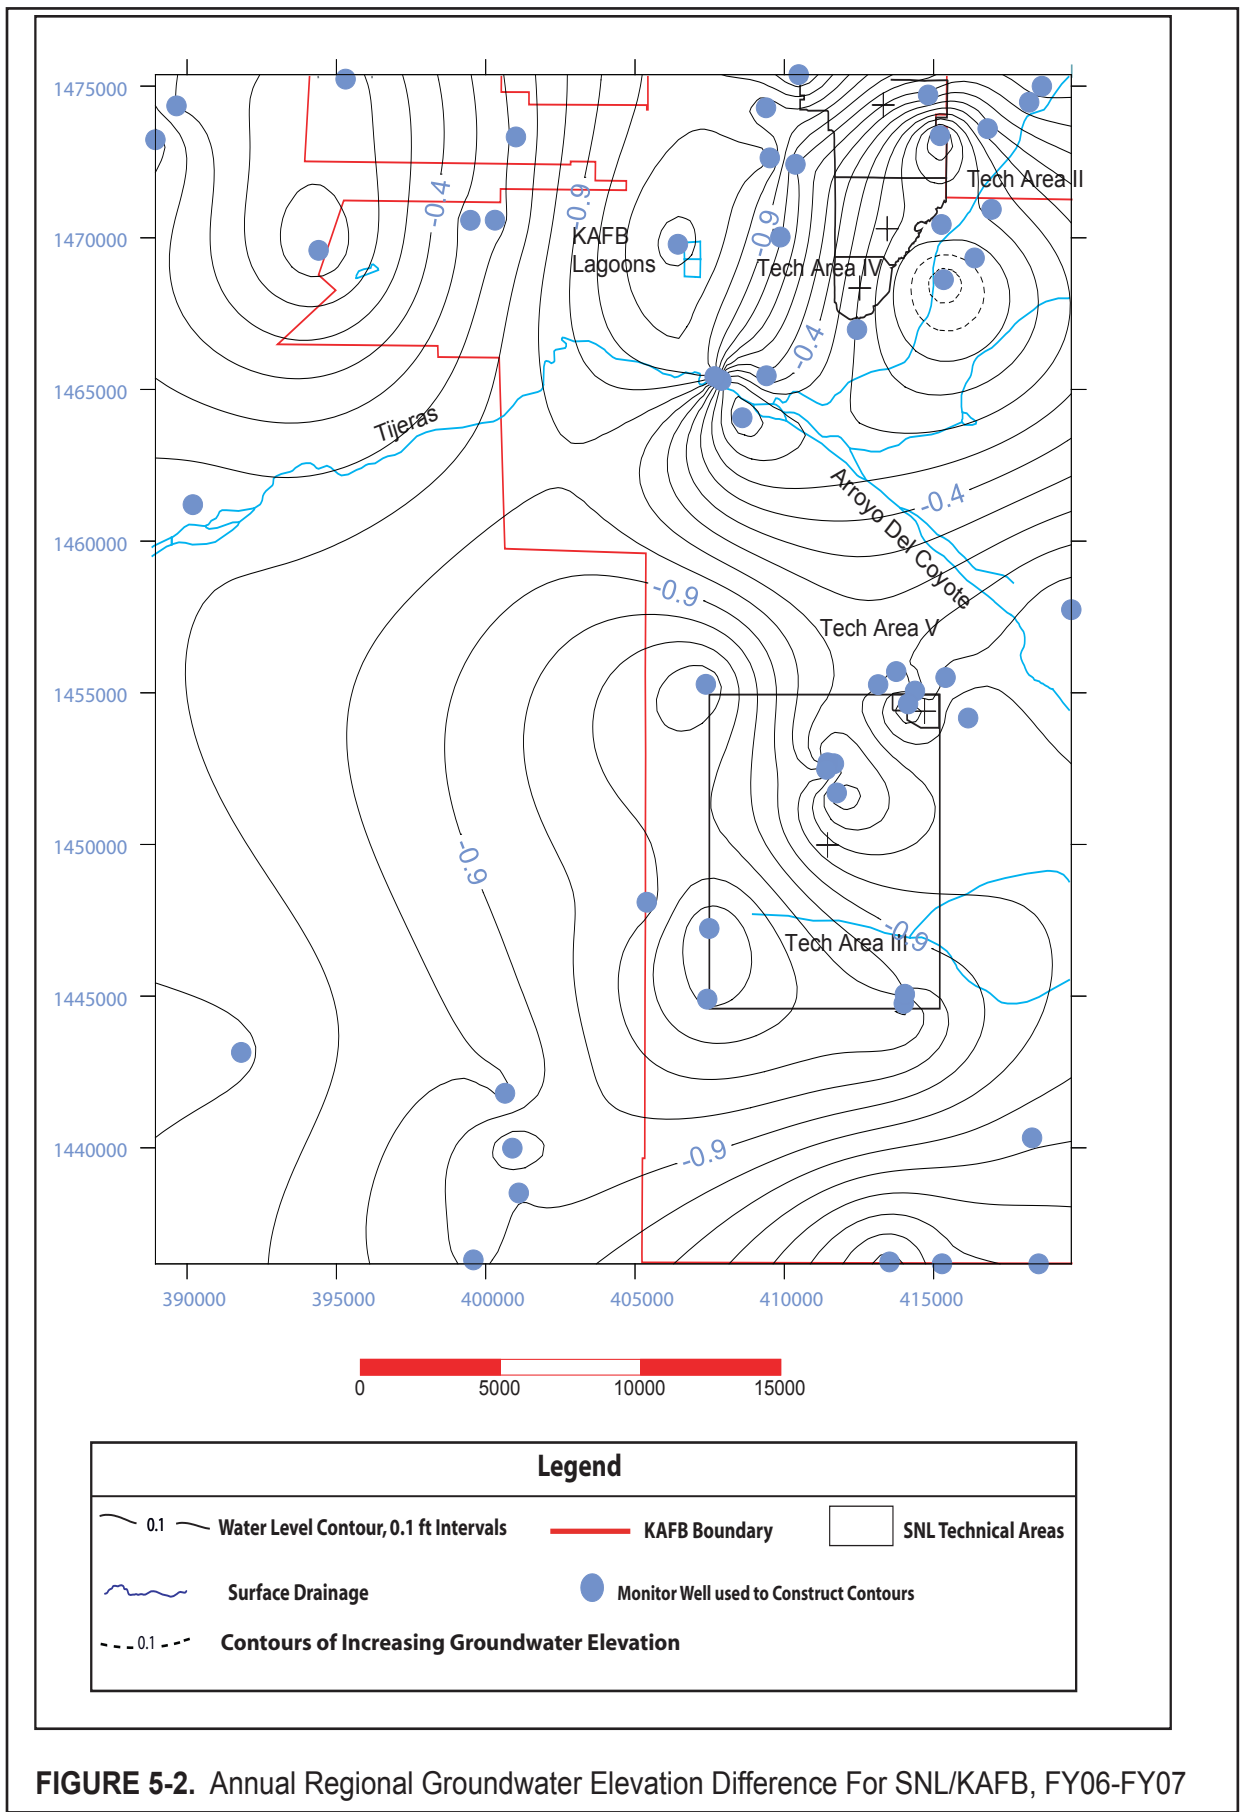 1475000
1470000
1465000
1460000
1455000
1450000
1445000
1440000
-0.4
-0.9
KAFB
Lagoons
-0.9
Tech Area IV
Tech Area II
-0.4
Tijeras
Arroyo Del Coyote
-0.4
-0.9
Tech Area V
-0.9
-0.9
Tech Area III
-0.9
390000 395000 400000 405000 410000 415000
0 5000 10000 15000
Legend
0.1 Water Level Contour, 0.1 ft Intervals
KAFB Boundary
SNL Technical Areas
Surface Drainage
Monitor Well used to Construct Contours
0.1 Contours of Increasing Groundwater Elevation
FIGURE 5-2. Annual Regional Groundwater Elevation Difference For SNL/KAFB, FY06-FY07